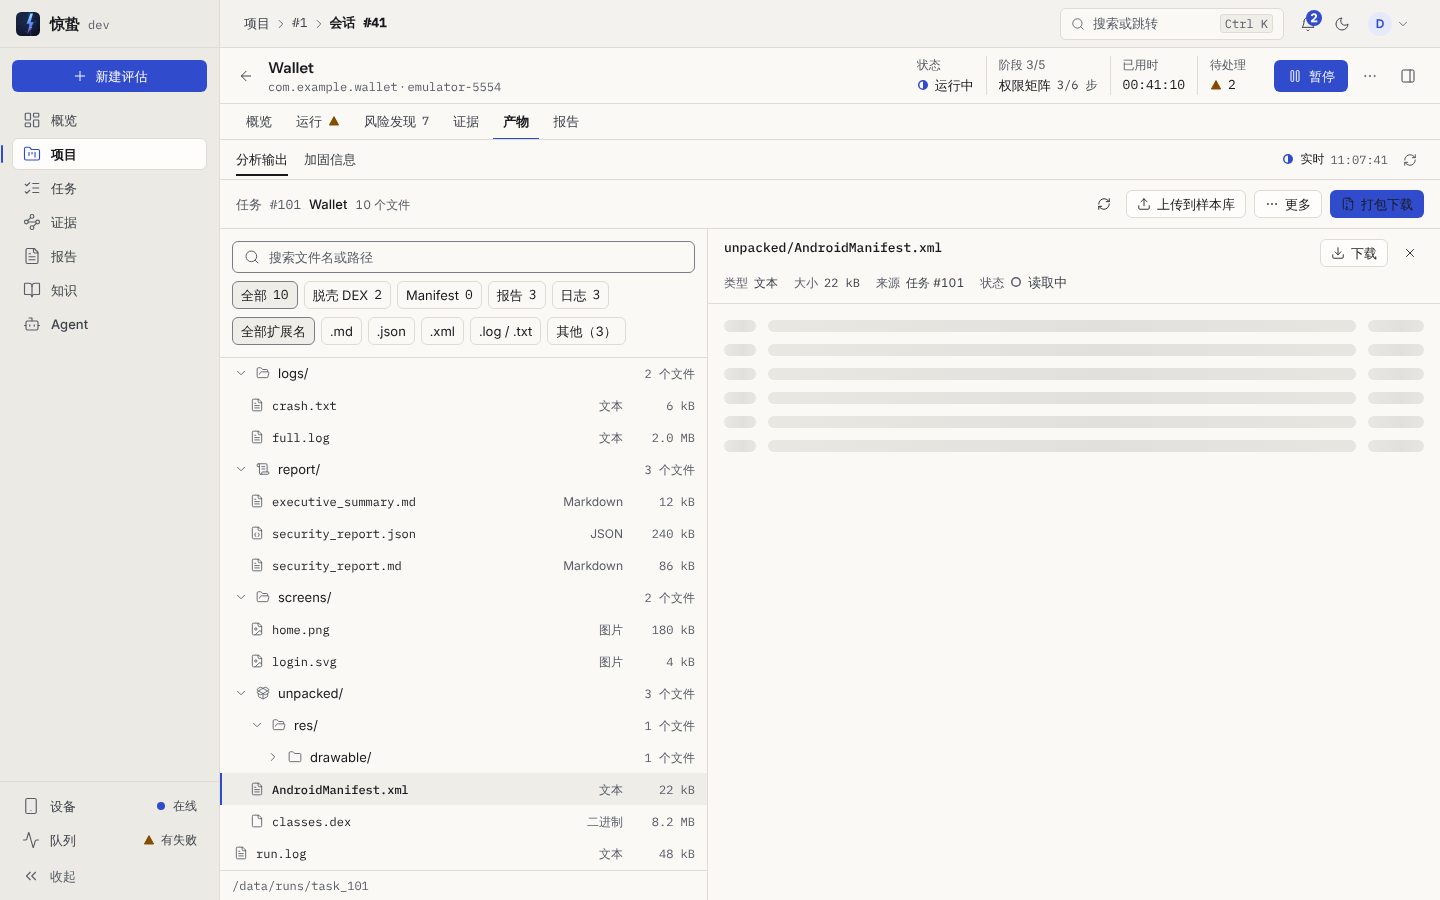 惊蛰 dev
项目 > #1 > 会话 #41
搜索或跳转 Ctrl K
2
D
新建评估
概览
项目
任务
证据
报告
知识
Agent
设备 在线
队列 有失败
收起
Wallet
com.example.wallet · emulator-5554
状态
运行中
阶段 3/5
权限矩阵 3/6 步
已用时
00:41:10
待处理
2
暂停
概览 运行 风险发现 7 证据 产物 报告
分析输出 加固信息
实时 11:07:41
任务 #101 Wallet 10 个文件
上传到样本库
更多
打包下载
搜索文件名或路径
全部 10 脱壳 DEX 2 Manifest 0 报告 3 日志 3
全部扩展名 .md .json .xml .log / .txt 其他（3）
logs/ 2 个文件
crash.txt 文本 6 kB
full.log 文本 2.0 MB
report/ 3 个文件
executive_summary.md Markdown 12 kB
security_report.json JSON 240 kB
security_report.md Markdown 86 kB
screens/ 2 个文件
home.png 图片 180 kB
login.svg 图片 4 kB
unpacked/ 3 个文件
res/ 1 个文件
drawable/ 1 个文件
AndroidManifest.xml 文本 22 kB
classes.dex 二进制 8.2 MB
run.log 文本 48 kB
/data/runs/task_101
unpacked/AndroidManifest.xml
下载
类型 文本 大小 22 kB 来源 任务 #101 状态 读取中